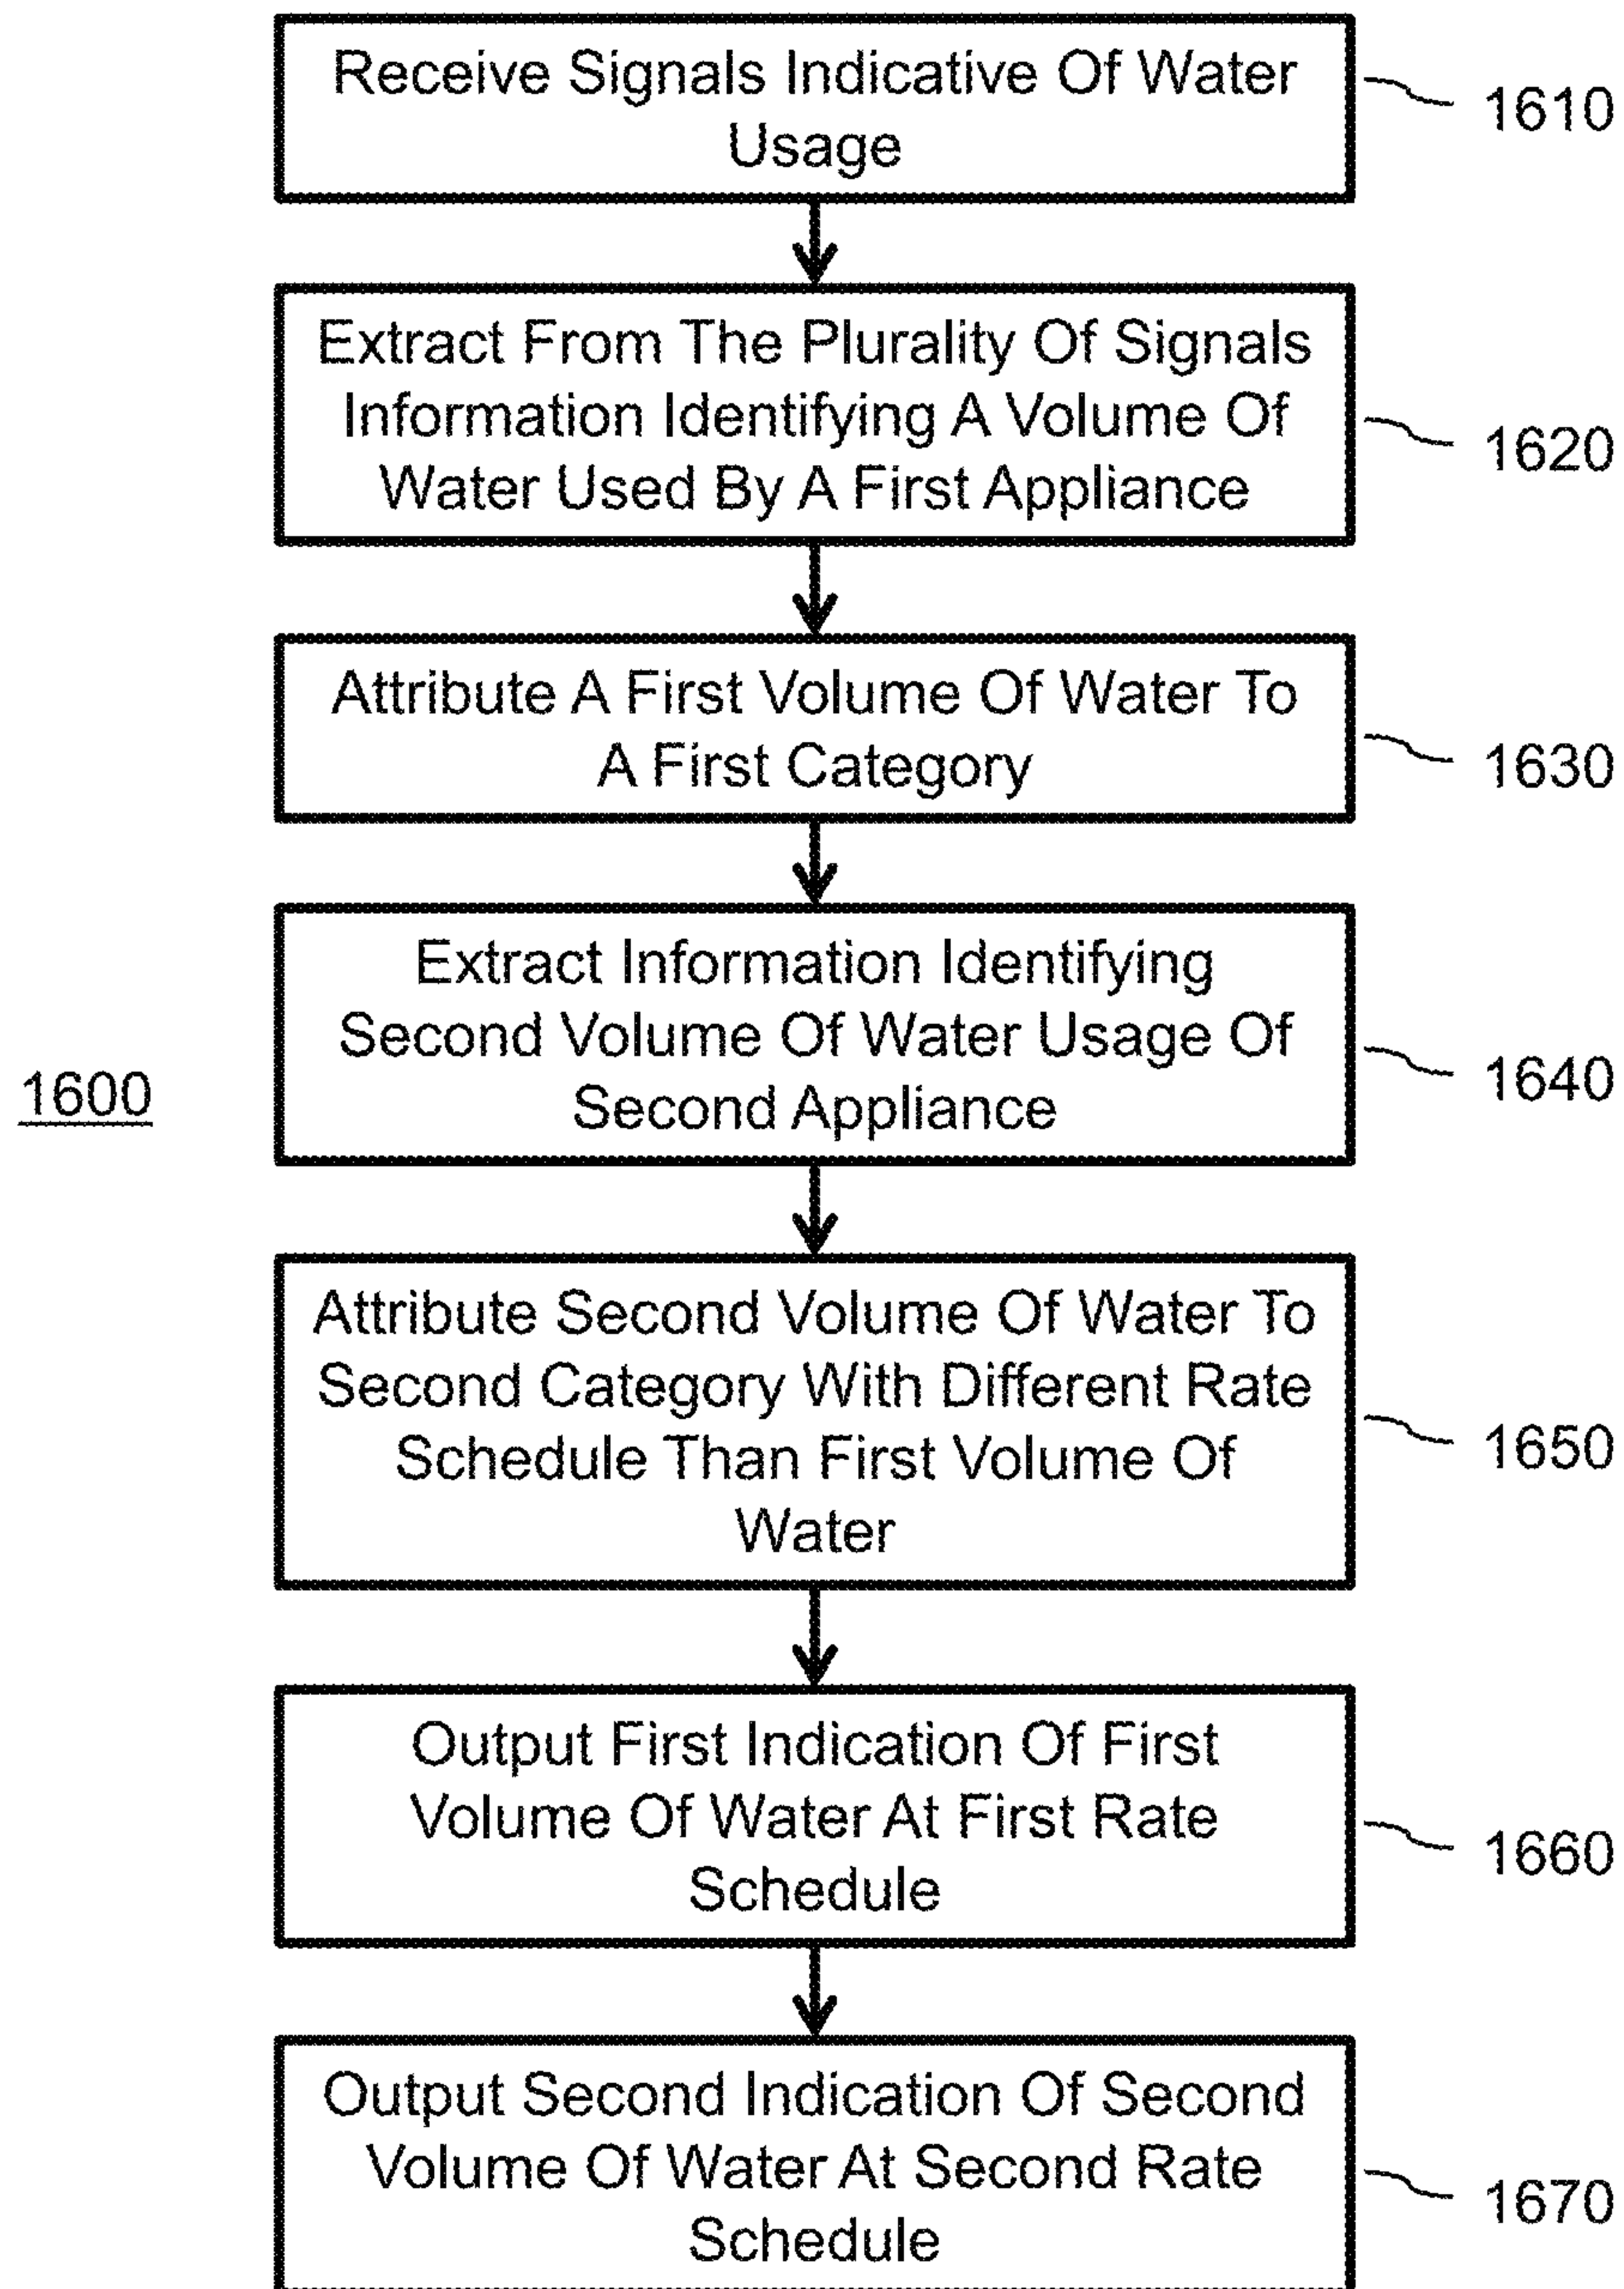 Receive Signals Indicative Of Water
Usage
1610
Extract From The Plurality Of Signals
Information Identifying A Volume Of
Water Used By A First Appliance
1620
Attribute A First Volume Of Water To
A First Category
1630
Extract Information Identifying
Second Volume Of Water Usage Of
Second Appliance
1640
1600
Attribute Second Volume Of Water To
Second Category With Different Rate
Schedule Than First Volume Of
Water
1650
Output First Indication Of First
Volume Of Water At First Rate
Schedule
1660
Output Second Indication Of Second
Volume Of Water At Second Rate
Schedule
1670